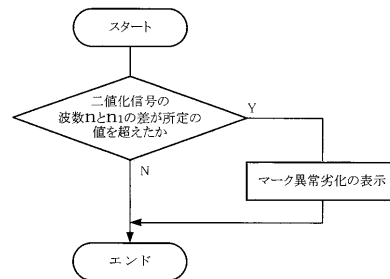 スタート
二値化信号の
波数nとn₁の差が所定の
値を超えたか
Y
N
マーク異常劣化の表示
エンド